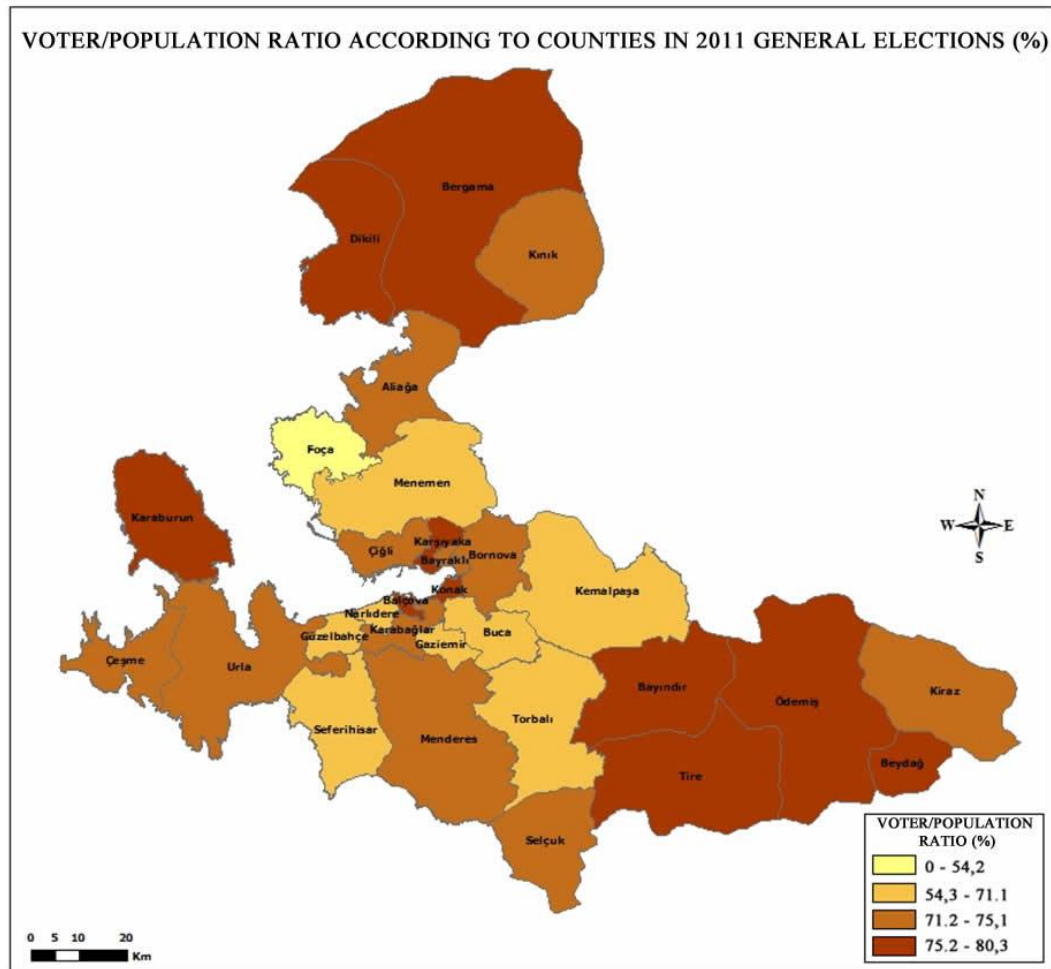 VOTER/POPULATION RATIO ACCORDING TO COUNTIES IN 2011 GENERAL ELECTIONS (%)
Bergama
Dikili
Kınık
Aliağa
Foça
Menemen
Karaburun
Karşıyaka
Çiğli
Bayraklı
Bornova
Konak
Kemalpaşa
Balçova
Narlıdere
Karabağlar
Güzelbahçe
Gaziemir
Buca
Çeşme
Urla
Seferihisar
Menderes
Torbalı
Bayındır
Ödemiş
Kiraz
Tire
Beydağ
Selçuk
N
W E
S
VOTER/POPULATION
RATIO (%)
0 - 54,2
54,3 - 71.1
71.2 - 75,1
75.2 - 80,3
0 5 10 20
Km